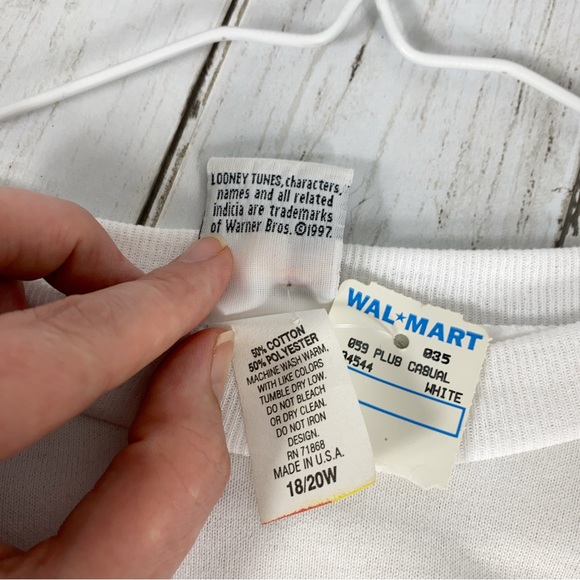 LOONEY TUNES, characters,
names and all related
indicia are trademarks
of Warner Bros. ©1997.
50% COTTON
50% POLYESTER
MACHINE WASH WARM,
WITH LIKE COLORS
TUMBLE DRY LOW.
DO NOT BLEACH
OR DRY CLEAN.
DO NOT IRON
DESIGN.
RN 71868
MADE IN U.S.A.
18/20W
WAL★MART
059 PLUB CASUAL 035
34544 WHITE